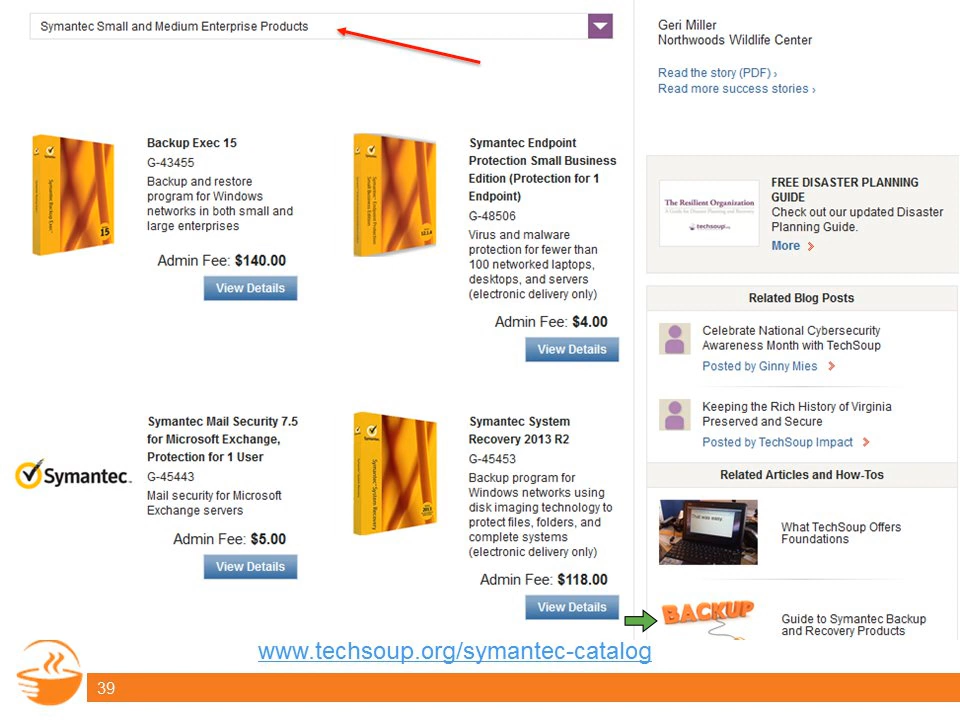 Symantec Small and Medium Enterprise Products
Backup Exec 15
G-43455
Backup and restore
program for Windows
networks in both small and
large enterprises
Admin Fee: $140.00
View Details
Symantec Endpoint
Protection Small Business
Edition (Protection for 1
Endpoint)
G-48506
Virus and malware
protection for fewer than
100 networked laptops,
desktops, and servers
(electronic delivery only)
Admin Fee: $4.00
View Details
Symantec.
Symantec Mail Security 7.5
for Microsoft Exchange,
Protection for 1 User
G-45443
Mail security for Microsoft
Exchange servers
Admin Fee: $5.00
View Details
Symantec System
Recovery 2013 R2
G-45453
Backup program for
Windows networks using
disk imaging technology to
protect files, folders, and
complete systems
(electronic delivery only)
Admin Fee: $118.00
View Details
Geri Miller
Northwoods Wildlife Center
Read the story (PDF) ›
Read more success stories ›
The Resilient Organization
A Guide for Disaster Planning and Recovery
techsoup
FREE DISASTER PLANNING
GUIDE
Check out our updated Disaster
Planning Guide.
More
Related Blog Posts
Celebrate National Cybersecurity
Awareness Month with TechSoup
Posted by Ginny Mies
Keeping the Rich History of Virginia
Preserved and Secure
Posted by TechSoup Impact
Related Articles and How-Tos
That was easy.
What TechSoup Offers
Foundations
BACKUP
Guide to Symantec Backup
and Recovery Products
www.techsoup.org/symantec-catalog
39